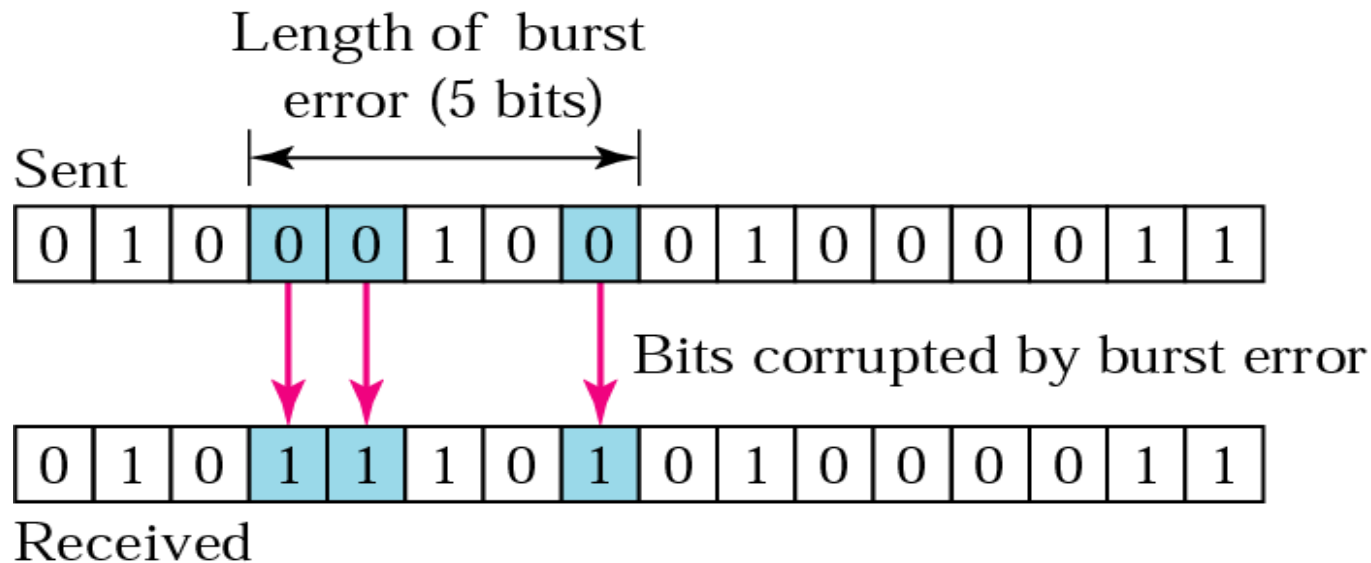 Length of burst
error (5 bits)
Sent
0 1 0 0 0 1 0 0 0 1 0 0 0 0 1 1
Bits corrupted by burst error
0 1 0 1 1 1 0 1 0 1 0 0 0 0 1 1
Received